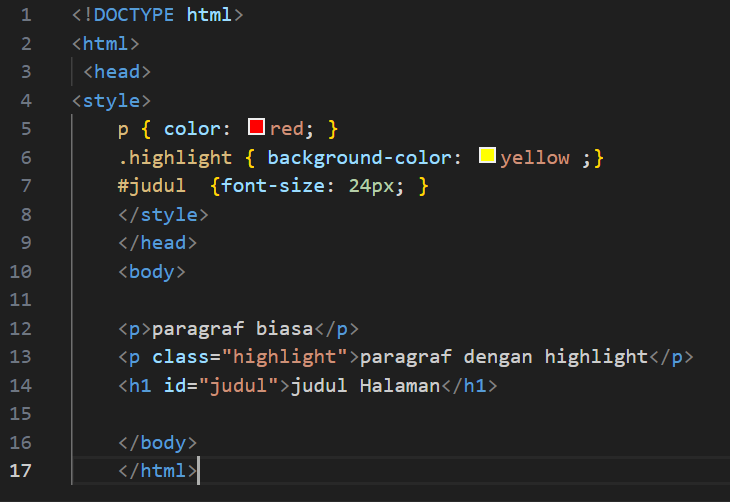 1 <!DOCTYPE html>
2 <html>
3 <head>
4 <style>
5 p { color: red; }
6 .highlight { background-color: yellow ;}
7 #judul  {font-size: 24px; }
8 </style>
9 </head>
10 <body>
11
12 <p>paragraf biasa</p>
13 <p class="highlight">paragraf dengan highlight</p>
14 <h1 id="judul">judul Halaman</h1>
15
16 </body>
17 </html>